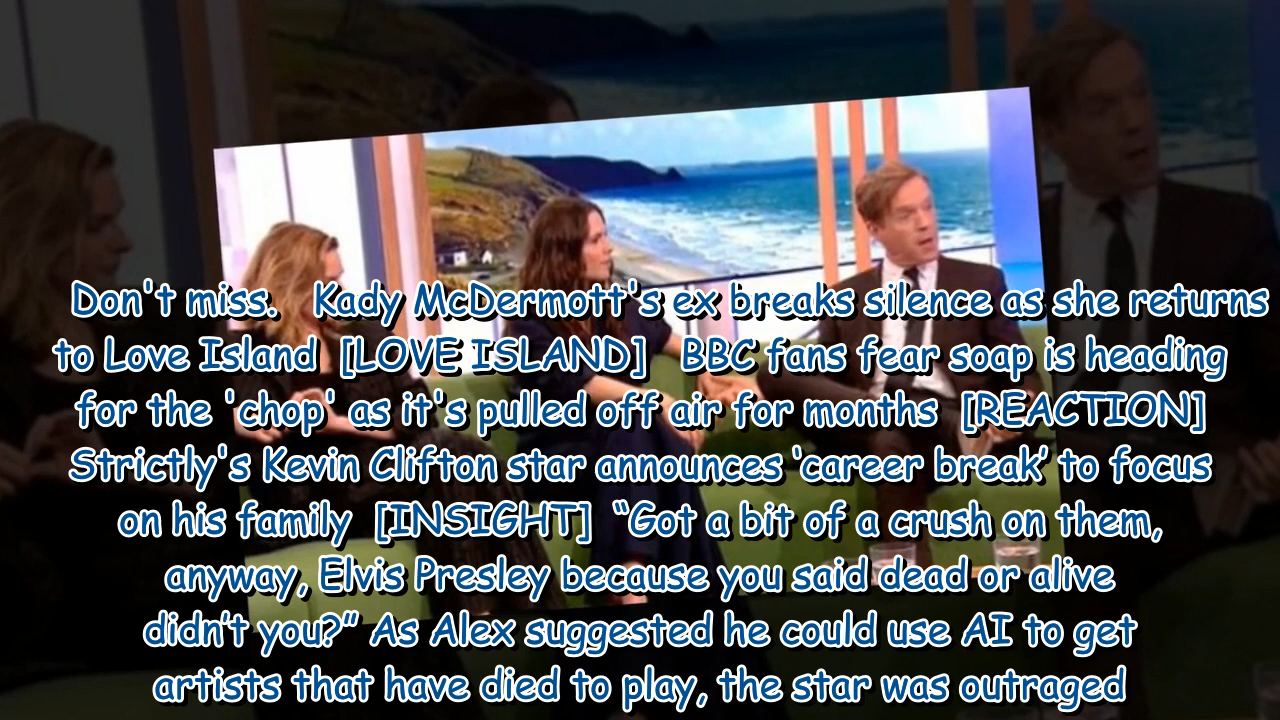 Don't miss.   Kady McDermott's ex breaks silence as she returns
to Love Island  [LOVE ISLAND]   BBC fans fear soap is heading
for the 'chop' as it's pulled off air for months  [REACTION]
Strictly's Kevin Clifton star announces ‘career break’ to focus
on his family  [INSIGHT]  “Got a bit of a crush on them,
anyway, Elvis Presley because you said dead or alive
didn’t you?” As Alex suggested he could use AI to get
artists that have died to play, the star was outraged